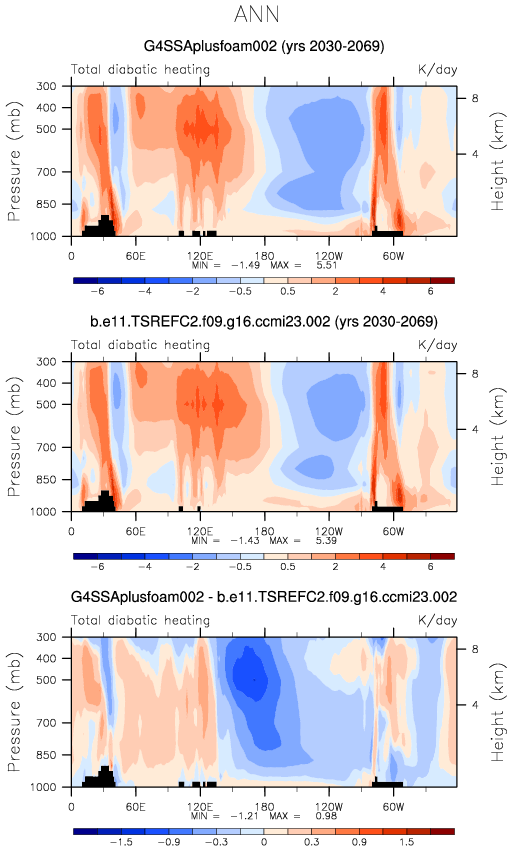 ANN
G4SSAplusfoam002 (yrs 2030-2069)
Total diabatic heating K/day
300
500
700
850
1000
8
4
Pressure (mb)
Height (km)
0 60E 120E 180 120W 60W
MIN = -1.49 MAX = 5.51
-6 -4 -2 -0.5 0.5 2 4 6
b.e11.TSREFC2.f09.g16.ccmi23.002 (yrs 2030-2069)
Total diabatic heating K/day
300
500
700
850
1000
8
4
Pressure (mb)
Height (km)
0 60E 120E 180 120W 60W
MIN = -1.43 MAX = 5.39
-6 -4 -2 -0.5 0.5 2 4 6
G4SSAplusfoam002 - b.e11.TSREFC2.f09.g16.ccmi23.002
Total diabatic heating K/day
300
500
700
850
1000
8
4
Pressure (mb)
Height (km)
0 60E 120E 180 120W 60W
MIN = -1.21 MAX = 0.98
-1.5 -0.9 -0.3 0 0.3 0.9 1.5